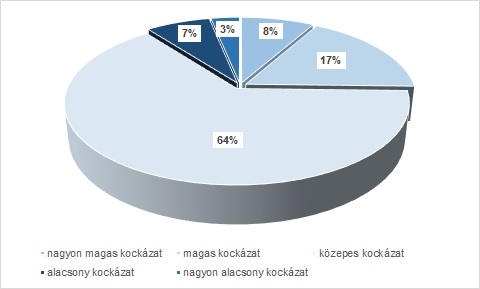 7%
3%
8%
17%
64%
nagyon magas kockázat magas kockázat közepes kockázat
alacsony kockázat nagyon alacsony kockázat